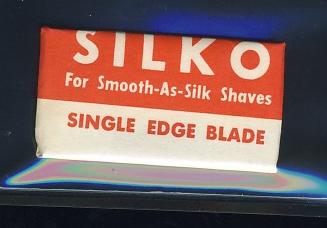 SILKO
For Smooth-As-Silk Shaves
SINGLE EDGE BLADE